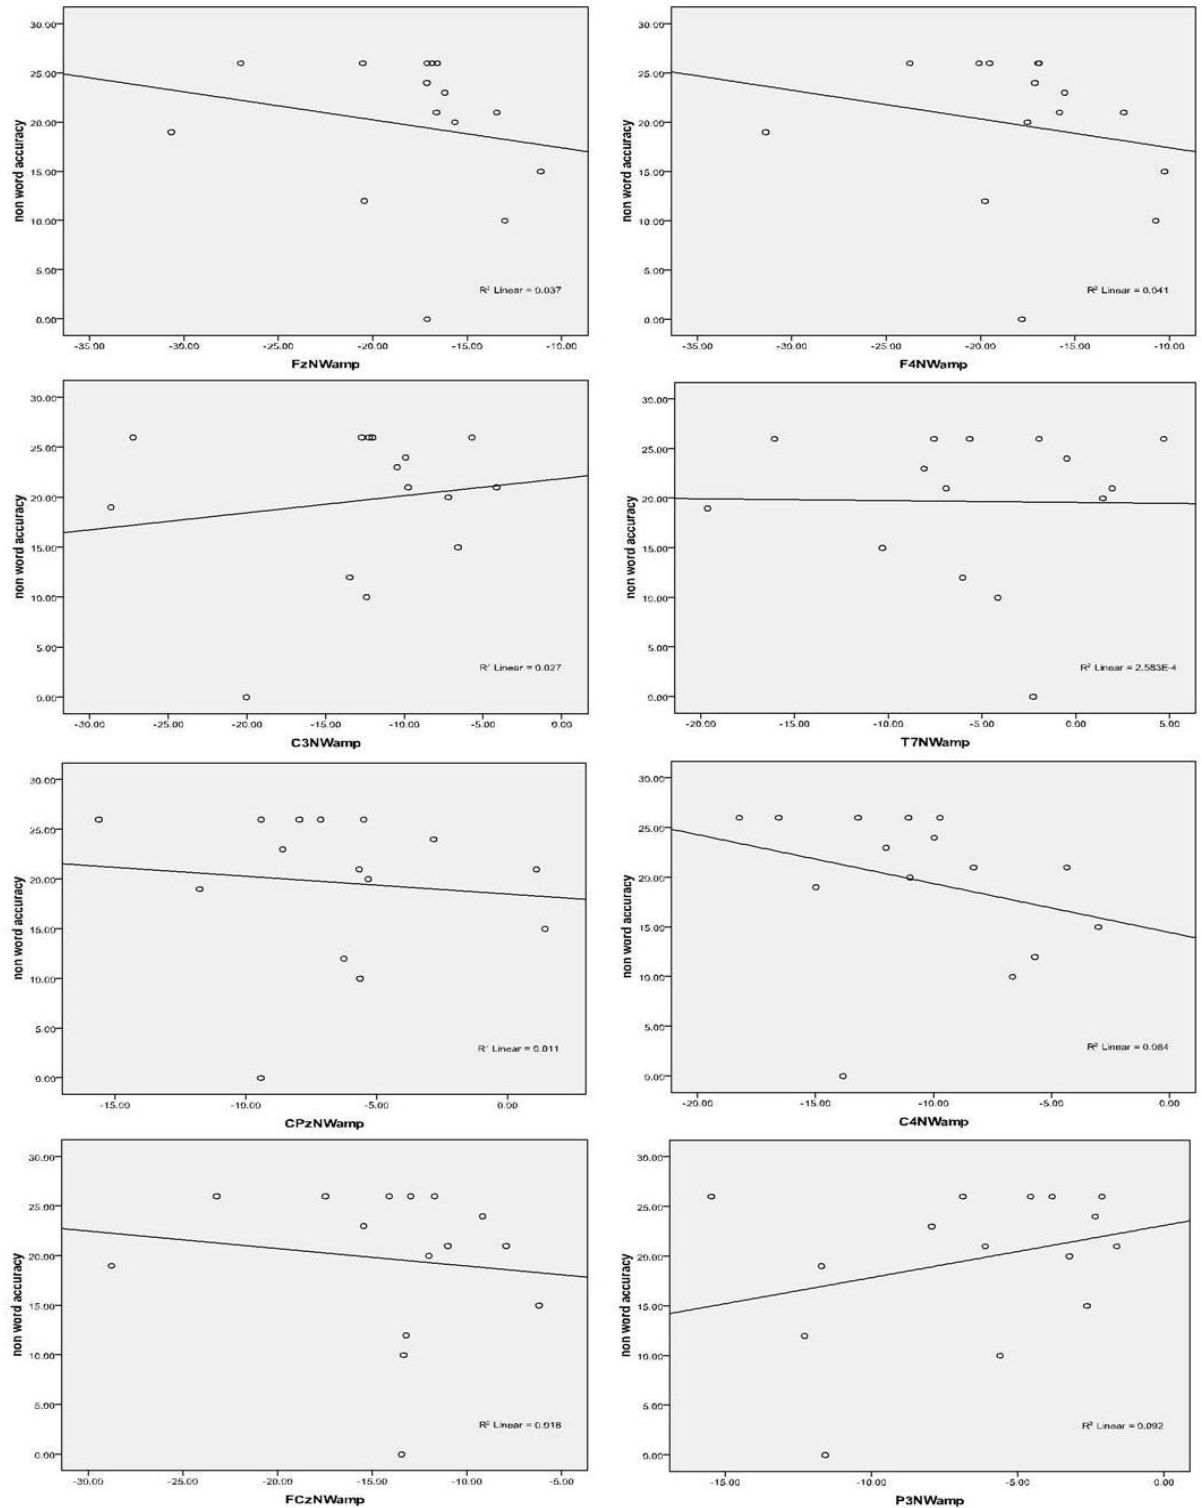 30.00
25.00
20.00
15.00
10.00
5.00
0.00
non word accuracy
R² Linear = 0.037
-35.00 -30.00 -25.00 -20.00 -15.00 -10.00
FzNWamp
30.00
25.00
20.00
15.00
10.00
5.00
0.00
non word accuracy
R² Linear = 0.041
-35.00 -30.00 -25.00 -20.00 -15.00 -10.00
F4NWamp
30.00
25.00
20.00
15.00
10.00
5.00
0.00
non word accuracy
R² Linear = 0.027
-30.00 -25.00 -20.00 -15.00 -10.00 -5.00 0.00
C3NWamp
30.00
25.00
20.00
15.00
10.00
5.00
0.00
non word accuracy
R² Linear = 2.583E-4
-20.00 -15.00 -10.00 -5.00 0.00 5.00
T7NWamp
30.00
25.00
20.00
15.00
10.00
5.00
0.00
non word accuracy
R² Linear = 0.011
-15.00 -10.00 -5.00 0.00
CPzNWamp
30.00
25.00
20.00
15.00
10.00
5.00
0.00
non word accuracy
R² Linear = 0.084
-20.00 -15.00 -10.00 -5.00 0.00
C4NWamp
30.00
25.00
20.00
15.00
10.00
5.00
0.00
non word accuracy
R² Linear = 0.018
-30.00 -25.00 -20.00 -15.00 -10.00 -5.00
FCzNWamp
30.00
25.00
20.00
15.00
10.00
5.00
0.00
non word accuracy
R² Linear = 0.092
-15.00 -10.00 -5.00 0.00
P3NWamp